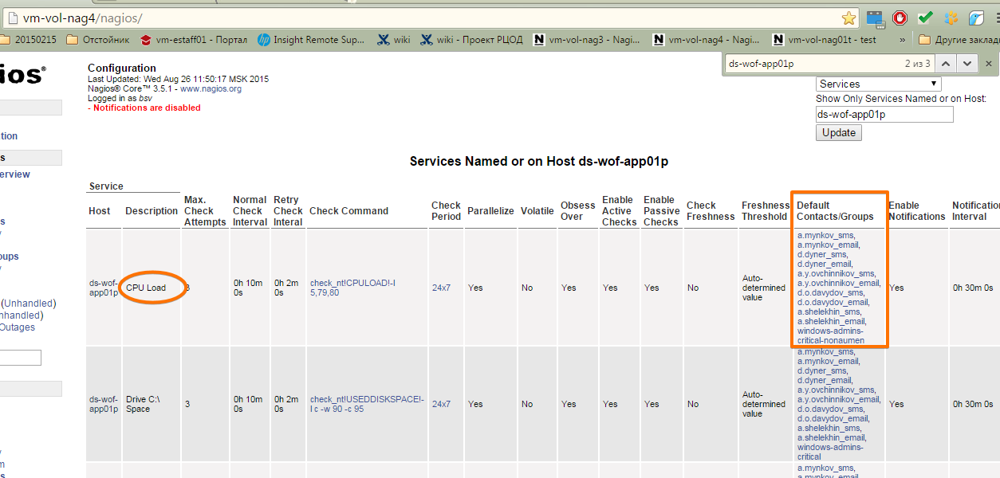 vm-vol-nag4/nagios/
20150215 Отстойник vm-estaff01 - Портал Insight Remote Sup... wiki wiki - Проект РЦОД vm-vol-nag3 - Nagi... vm-vol-nag4 - Nagi... vm-vol-nag01t - test » Другие заклад
ds-wof-app01p 2 из 3
ios®
Configuration
Last Updated: Wed Aug 26 11:50:17 MSK 2015
Nagios® Core™ 3.5.1 - www.nagios.org
Logged in as bsv
- Notifications are disabled
Services
Show Only Services Named or on Host:
ds-wof-app01p
Update
tion
s
erview
s
oups
(Unhandled)
nhandled)
Outages
m
s
Services Named or on Host ds-wof-app01p
Service
Host Description Max. Check Attempts Normal Check Interval Retry Check Interal Check Command Check Period Parallelize Volatile Obsess Over Enable Active Checks Enable Passive Checks Check Freshness Freshness Threshold Default Contacts/Groups Enable Notifications Notification Interval
ds-wof-
app01p
CPU Load
3
0h 10m
0s
0h 2m
0s
check_nt!CPULOAD!-l
5,79,80
24x7
Yes
No
Yes
Yes
Yes
No
Auto-
determined
value
a.mynkov_sms,
a.mynkov_email,
d.dyner_sms,
d.dyner_email,
a.y.ovchinnikov_sms,
a.y.ovchinnikov_email,
d.o.davydov_sms,
d.o.davydov_email,
a.shelekhin_sms,
a.shelekhin_email,
windows-admins-
critical-nonaumen
Yes
0h 30m 0s
ds-wof-
app01p
Drive C:\
Space
3
0h 10m
0s
0h 2m
0s
check_nt!USEDDISKSPACE!-
l c -w 90 -c 95
24x7
Yes
No
Yes
Yes
Yes
No
Auto-
determined
value
a.mynkov_sms,
a.mynkov_email,
d.dyner_sms,
d.dyner_email,
a.y.ovchinnikov_sms,
a.y.ovchinnikov_email,
d.o.davydov_sms,
d.o.davydov_email,
a.shelekhin_sms,
a.shelekhin_email,
windows-admins-
critical
Yes
0h 30m 0s
a.mynkov_sms,
a.mynkov_email,